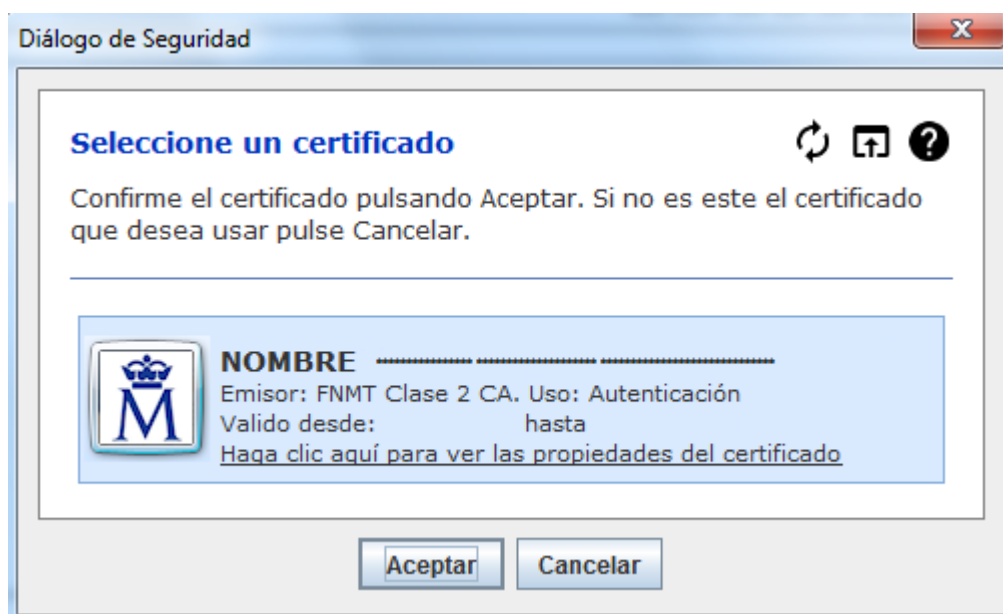 Diálogo de Seguridad
Seleccione un certificado
Confirme el certificado pulsando Aceptar. Si no es este el certificado
que desea usar pulse Cancelar.
NOMBRE
Emisor: FNMT Clase 2 CA. Uso: Autenticación
Valido desde: hasta
Haga clic aquí para ver las propiedades del certificado
Aceptar Cancelar